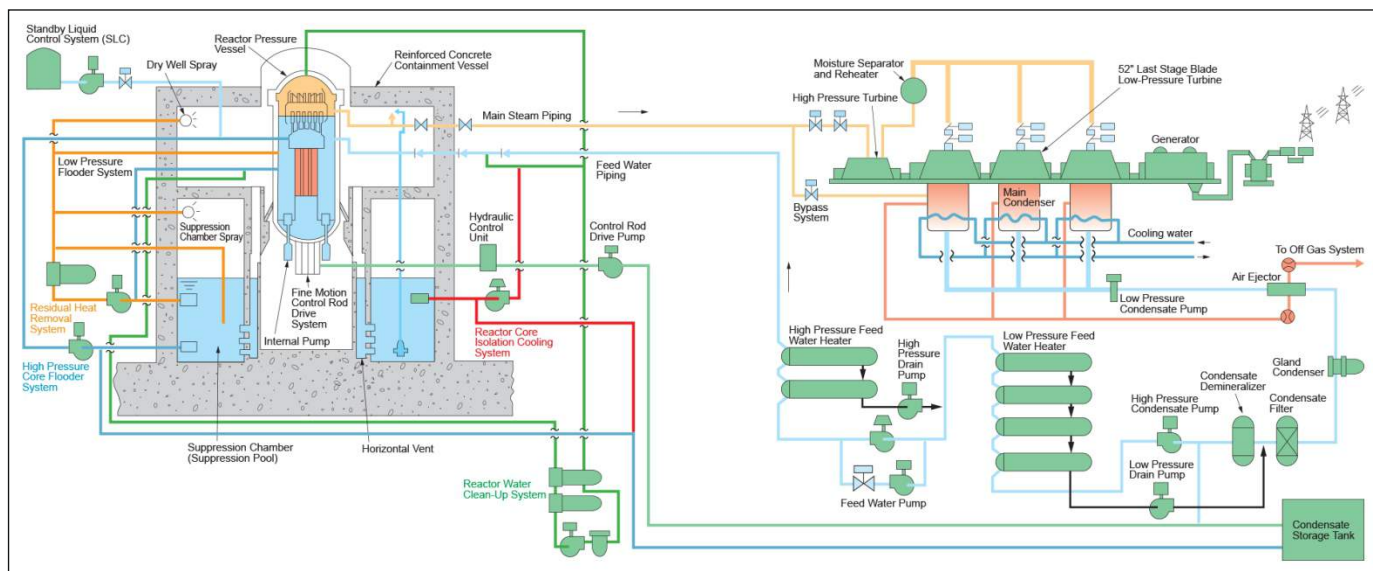 Standby Liquid
Control System (SLC)
Dry Well Spray
Reactor Pressure
Vessel
Reinforced Concrete
Containment Vessel
Main Steam Piping
Low Pressure
Flooder System
Feed Water
Piping
Suppression
Chamber Spray
Hydraulic
Control
Unit
Control Rod
Drive Pump
Residual Heat
Removal
System
Fine Motion
Control Rod
Drive System
Internal Pump
Reactor Core
Isolation Cooling
System
High Pressure
Core Flooder
System
Suppression Chamber
(Suppression Pool)
Horizontal Vent
Reactor Water
Clean-Up System
Moisture Separator
and Reheater
High Pressure Turbine
52" Last Stage Blade
Low-Pressure Turbine
Generator
Bypass
System
Main
Condenser
Cooling water
To Off Gas System
Air Ejector
Low Pressure
Condensate Pump
High Pressure Feed
Water Heater
High
Pressure
Drain
Pump
Low Pressure Feed
Water Heater
Gland
Condenser
Condensate
Demineralizer
Condensate
Filter
High Pressure
Condensate Pump
Low Pressure
Drain Pump
Feed Water Pump
Condensate
Storage Tank